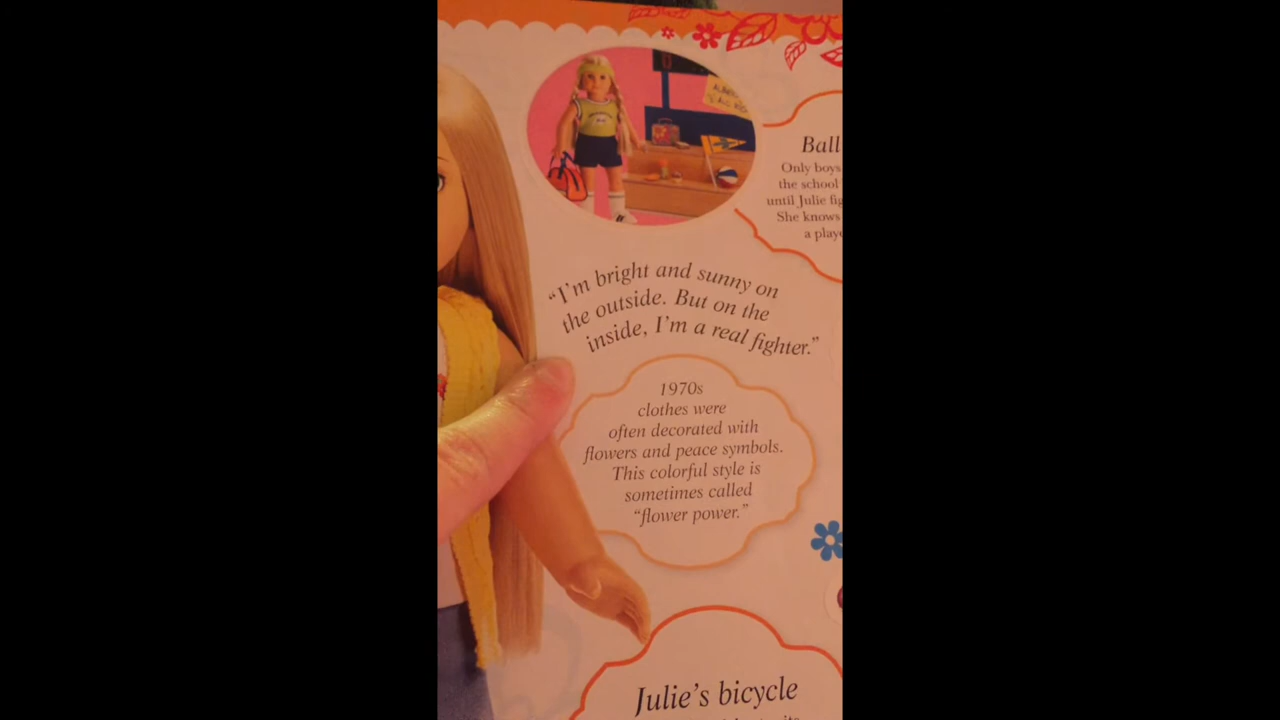 Ball
Only boys
the school
until Julie
She knows
a
"I'm bright and sunny on
the outside. But on the
inside, I'm a real fighter."
1970s
clothes were
often decorated with
flowers and peace symbols.
This colorful style is
sometimes called
"flower power."
Julie's bicycle